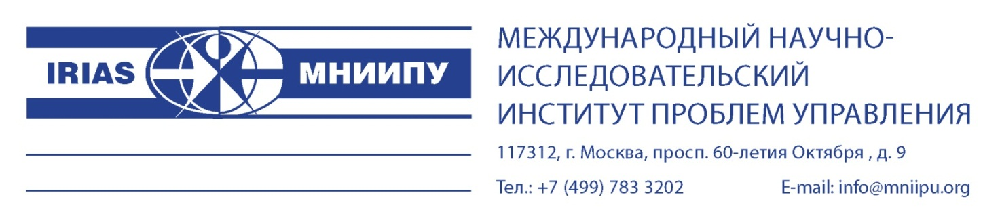 IRIAS МНИИПУ
МЕЖДУНАРОДНЫЙ НАУЧНО-
ИССЛЕДОВАТЕЛЬСКИЙ
ИНСТИТУТ ПРОБЛЕМ УПРАВЛЕНИЯ
117312, г. Москва, просп. 60-летия Октября , д. 9
Тел.: +7 (499) 783 3202 E-mail: info@mniipu.org